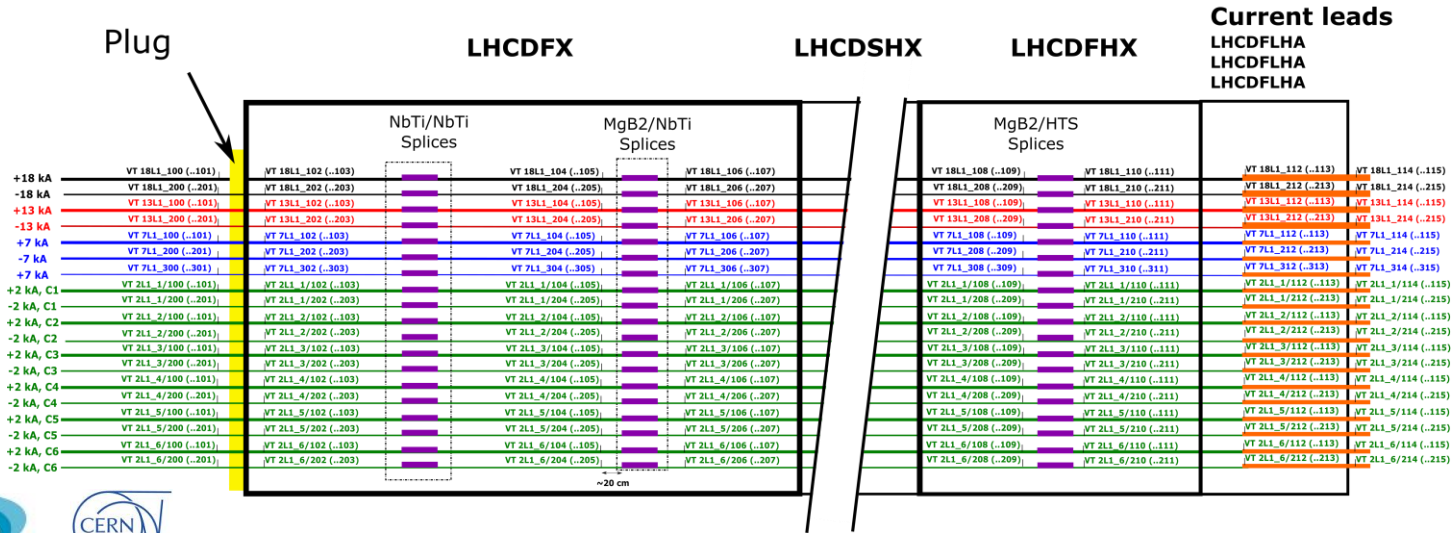 Plug
LHCDFX
LHCDSHX
LHCDFHX
Current leads
LHCDFLHA
LHCDFLHA
LHCDFLHA
NbTi/NbTi
Splices
MgB2/NbTi
Splices
MgB2/HTS
Splices
+18 kA VT 18L1_100 (..101) VT 18L1_102 (..103) VT 18L1_104 (..105) VT 18L1_106 (..107) VT 18L1_108 (..109) VT 18L1_110 (..111) VT 18L1_112 (..113) VT 18L1_114 (..115)
-18 kA VT 18L1_200 (..201) VT 18L1_202 (..203) VT 18L1_204 (..205) VT 18L1_206 (..207) VT 18L1_208 (..209) VT 18L1_210 (..211) VT 18L1_212 (..213) VT 18L1_214 (..215)
+13 kA VT 13L1_100 (..101) VT 13L1_102 (..103) VT 13L1_104 (..105) VT 13L1_106 (..107) VT 13L1_108 (..109) VT 13L1_110 (..111) VT 13L1_112 (..113) VT 13L1_114 (..115)
-13 kA VT 13L1_200 (..201) VT 13L1_202 (..203) VT 13L1_204 (..205) VT 13L1_206 (..207) VT 13L1_208 (..209) VT 13L1_210 (..211) VT 13L1_212 (..213) VT 13L1_214 (..215)
+7 kA VT 7L1_100 (..101) VT 7L1_102 (..103) VT 7L1_104 (..105) VT 7L1_106 (..107) VT 7L1_108 (..109) VT 7L1_110 (..111) VT 7L1_112 (..113) VT 7L1_114 (..115)
-7 kA VT 7L1_200 (..201) VT 7L1_202 (..203) VT 7L1_204 (..205) VT 7L1_206 (..207) VT 7L1_208 (..209) VT 7L1_210 (..211) VT 7L1_212 (..213) VT 7L1_214 (..215)
+7 kA VT 7L1_300 (..301) VT 7L1_302 (..303) VT 7L1_304 (..305) VT 7L1_306 (..307) VT 7L1_308 (..309) VT 7L1_310 (..311) VT 7L1_312 (..313) VT 7L1_314 (..315)
+2 kA, C1 VT 2L1_1/100 (..101) VT 2L1_1/102 (..103) VT 2L1_1/104 (..105) VT 2L1_1/106 (..107) VT 2L1_1/108 (..109) VT 2L1_1/110 (..111) VT 2L1_1/112 (..113) VT 2L1_1/114 (..115)
-2 kA, C1 VT 2L1_1/200 (..201) VT 2L1_1/202 (..203) VT 2L1_1/204 (..205) VT 2L1_1/206 (..207) VT 2L1_1/208 (..209) VT 2L1_1/210 (..211) VT 2L1_1/212 (..213) VT 2L1_1/214 (..215)
+2 kA, C2 VT 2L1_2/100 (..101) VT 2L1_2/102 (..103) VT 2L1_2/104 (..105) VT 2L1_2/106 (..107) VT 2L1_2/108 (..109) VT 2L1_2/110 (..111) VT 2L1_2/112 (..113) VT 2L1_2/114 (..115)
-2 kA, C2 VT 2L1_2/200 (..201) VT 2L1_2/202 (..203) VT 2L1_2/204 (..205) VT 2L1_2/206 (..207) VT 2L1_2/208 (..209) VT 2L1_2/210 (..211) VT 2L1_2/212 (..213) VT 2L1_2/214 (..215)
+2 kA, C3 VT 2L1_3/100 (..101) VT 2L1_3/102 (..103) VT 2L1_3/104 (..105) VT 2L1_3/106 (..107) VT 2L1_3/108 (..109) VT 2L1_3/110 (..111) VT 2L1_3/112 (..113) VT 2L1_3/114 (..115)
-2 kA, C3 VT 2L1_3/200 (..201) VT 2L1_3/202 (..203) VT 2L1_3/204 (..205) VT 2L1_3/206 (..207) VT 2L1_3/208 (..209) VT 2L1_3/210 (..211) VT 2L1_3/212 (..213) VT 2L1_3/214 (..215)
+2 kA, C4 VT 2L1_4/100 (..101) VT 2L1_4/102 (..103) VT 2L1_4/104 (..105) VT 2L1_4/106 (..107) VT 2L1_4/108 (..109) VT 2L1_4/110 (..111) VT 2L1_4/112 (..113) VT 2L1_4/114 (..115)
-2 kA, C4 VT 2L1_4/200 (..201) VT 2L1_4/202 (..203) VT 2L1_4/204 (..205) VT 2L1_4/206 (..207) VT 2L1_4/208 (..209) VT 2L1_4/210 (..211) VT 2L1_4/212 (..213) VT 2L1_4/214 (..215)
+2 kA, C5 VT 2L1_5/100 (..101) VT 2L1_5/102 (..103) VT 2L1_5/104 (..105) VT 2L1_5/106 (..107) VT 2L1_5/108 (..109) VT 2L1_5/110 (..111) VT 2L1_5/112 (..113) VT 2L1_5/114 (..115)
-2 kA, C5 VT 2L1_5/200 (..201) VT 2L1_5/202 (..203) VT 2L1_5/204 (..205) VT 2L1_5/206 (..207) VT 2L1_5/208 (..209) VT 2L1_5/210 (..211) VT 2L1_5/212 (..213) VT 2L1_5/214 (..215)
+2 kA, C6 VT 2L1_6/100 (..101) VT 2L1_6/102 (..103) VT 2L1_6/104 (..105) VT 2L1_6/106 (..107) VT 2L1_6/108 (..109) VT 2L1_6/110 (..111) VT 2L1_6/112 (..113) VT 2L1_6/114 (..115)
-2 kA, C6 VT 2L1_6/200 (..201) VT 2L1_6/202 (..203) VT 2L1_6/204 (..205) VT 2L1_6/206 (..207) VT 2L1_6/208 (..209) VT 2L1_6/210 (..211) VT 2L1_6/212 (..213) VT 2L1_6/214 (..215)
~20 cm
CERN